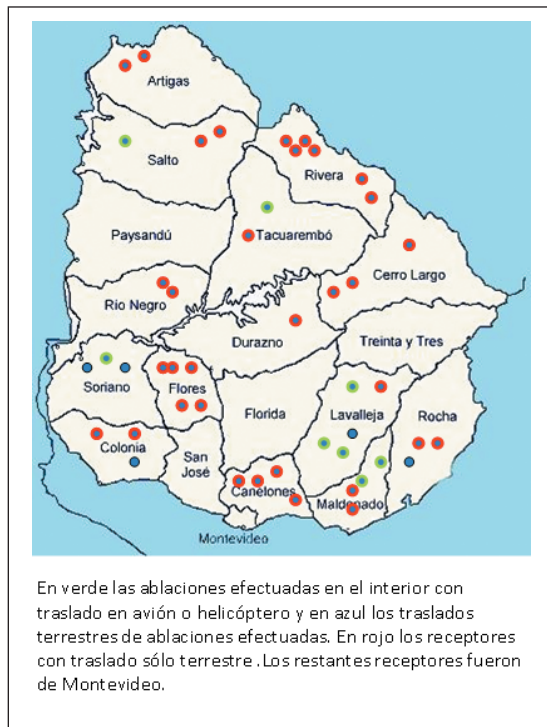 Artigas
Salto
Rivera
Paysandú
Tacuarembó
Cerro Largo
Río Negro
Durazno
Treinta y Tres
Soriano
Flores
Florida
Lavalleja
Rocha
Colonia
San
José
Canelones
Maldonado
Montevideo
En verde las ablaciones efectuadas en el interior con
traslado en avión o helicóptero y en azul los traslados
terrestres de ablaciones efectuadas. En rojo los receptores
con traslado sólo terrestre .Los restantes receptores fueron
de Montevideo.